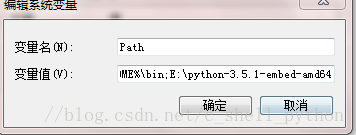 编辑系统变量
变量名(N):
Path
变量值(V):
ME%\bin;E:\python-3.5.1-embed-amd64
确定
取消
//blog.csdn.net/c_shell_python